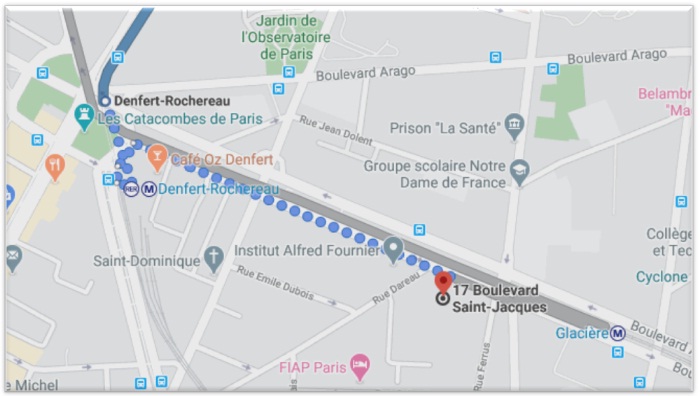 Jardin de
l'Observatoire
de Paris
Boulevard Arago
Boulevard Arago
Denfert-Rochereau
Les Catacombes de Paris
Rue Jean Dolent
Prison "La Santé"
Belambr
"Ma
Café Oz Denfert
Groupe scolaire Notre
Dame de France
RER
M
Denfert-Rochereau
Collège
et Tec
Saint-Dominique
Institut Alfred Fournier
Cyclone
Rue Emile Dubois
Rue Dareau
17 Boulevard
Saint-Jacques
Glacière
M
Boulevard
Bou
FIAP Paris
Rue Ferrus
e Michel